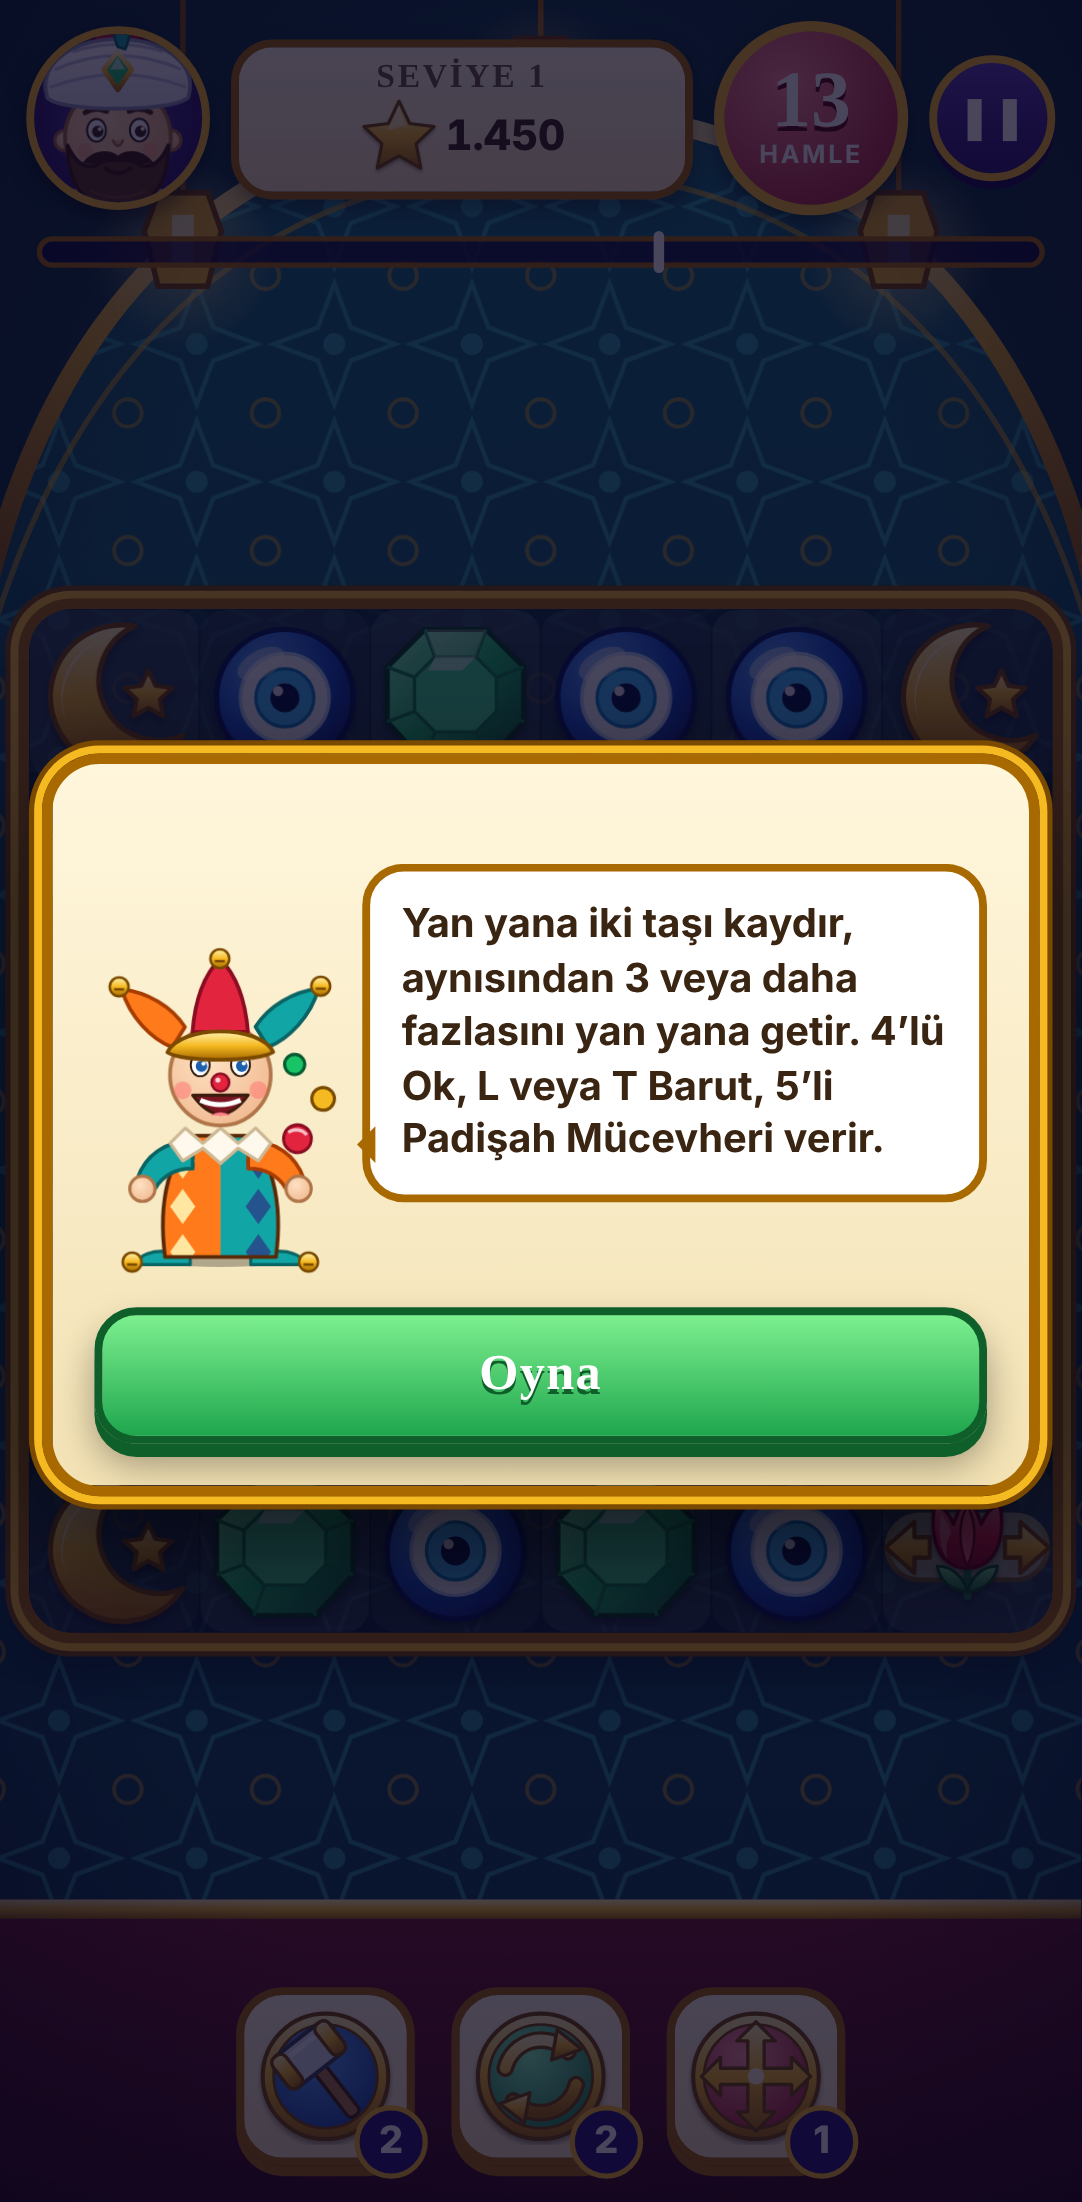 SEVİYE 1
1.450
13
HAMLE
Yan yana iki taşı kaydır,
aynısından 3 veya daha
fazlasını yan yana getir. 4’lü
Ok, L veya T Barut, 5’li
Padişah Mücevheri verir.
Oyna
2
2
1